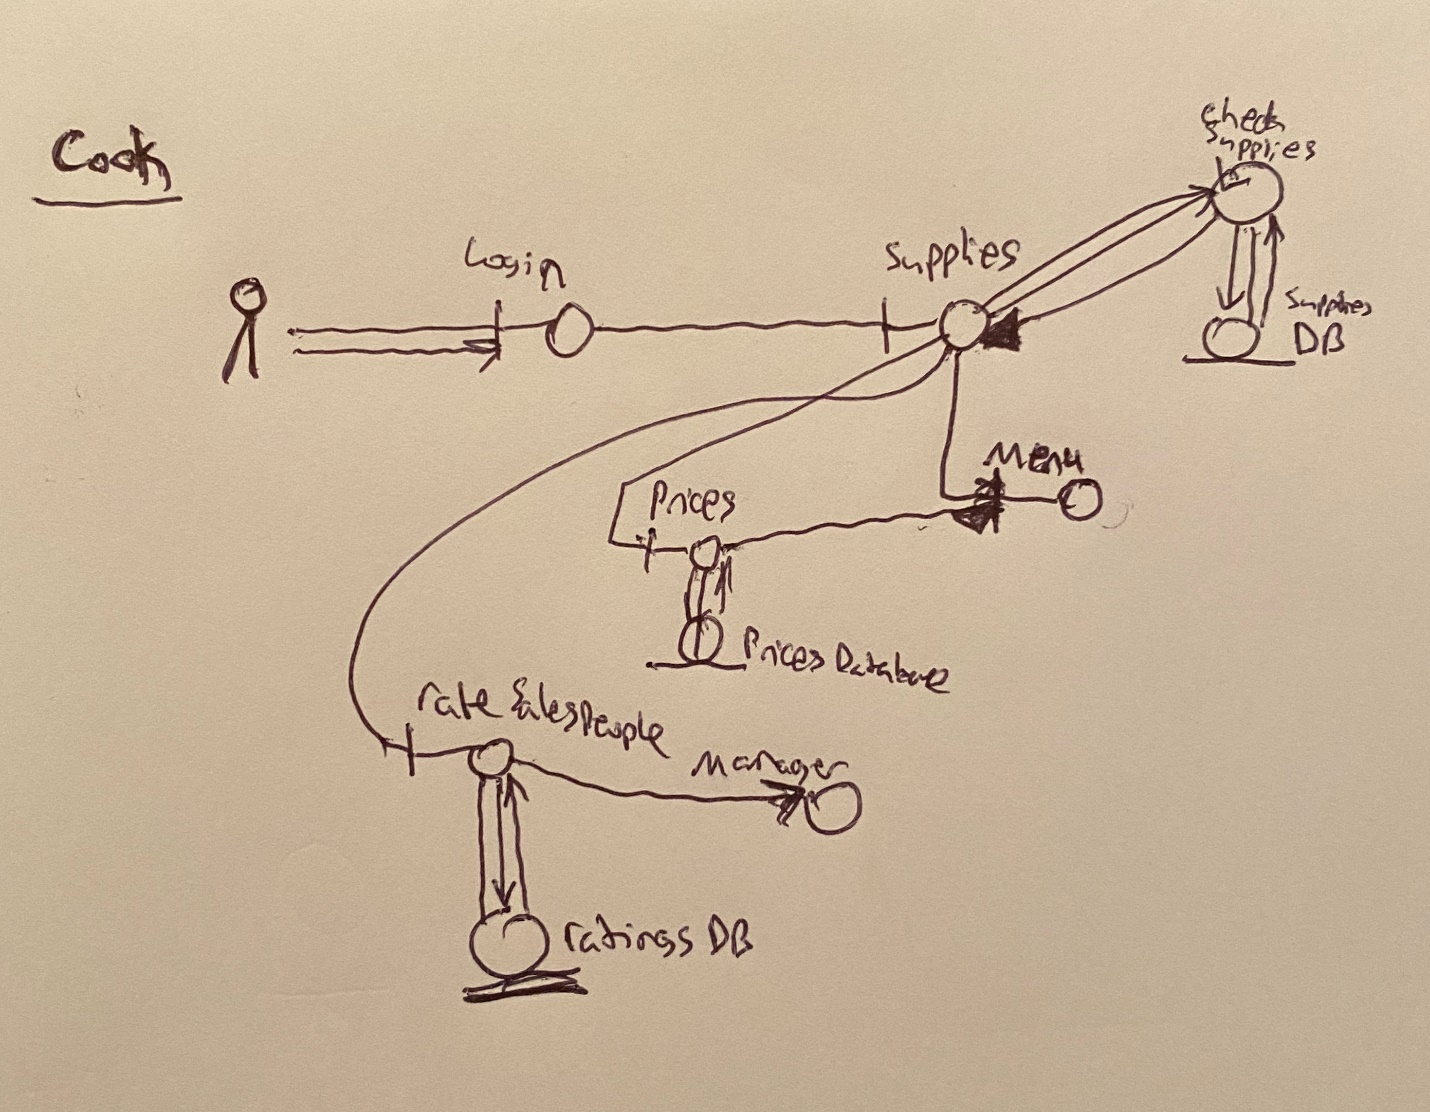 Cook
Check
Supplies
Login
Supplies
Supplies
DB
Menu
Prices
Prices Database
rate SalesPeople
Manager
ratings DB